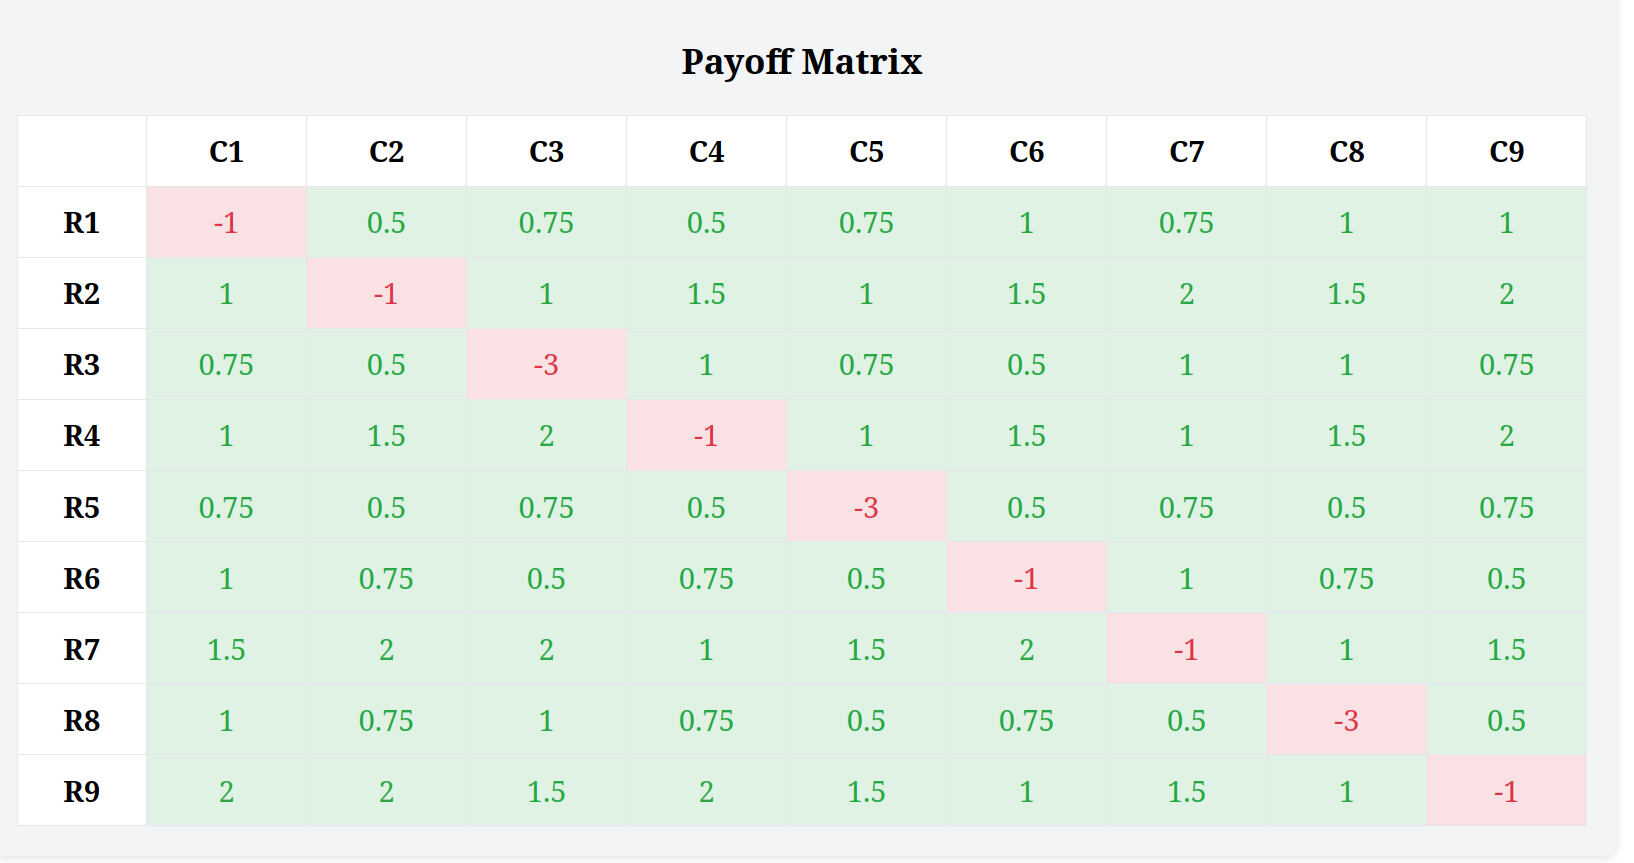 Payoff Matrix
C1 C2 C3 C4 C5 C6 C7 C8 C9
R1 -1 0.5 0.75 0.5 0.75 1 0.75 1 1
R2 1 -1 1 1.5 1 1.5 2 1.5 2
R3 0.75 0.5 -3 1 0.75 0.5 1 1 0.75
R4 1 1.5 2 -1 1 1.5 1 1.5 2
R5 0.75 0.5 0.75 0.5 -3 0.5 0.75 0.5 0.75
R6 1 0.75 0.5 0.75 0.5 -1 1 0.75 0.5
R7 1.5 2 2 1 1.5 2 -1 1 1.5
R8 1 0.75 1 0.75 0.5 0.75 0.5 -3 0.5
R9 2 2 1.5 2 1.5 1 1.5 1 -1